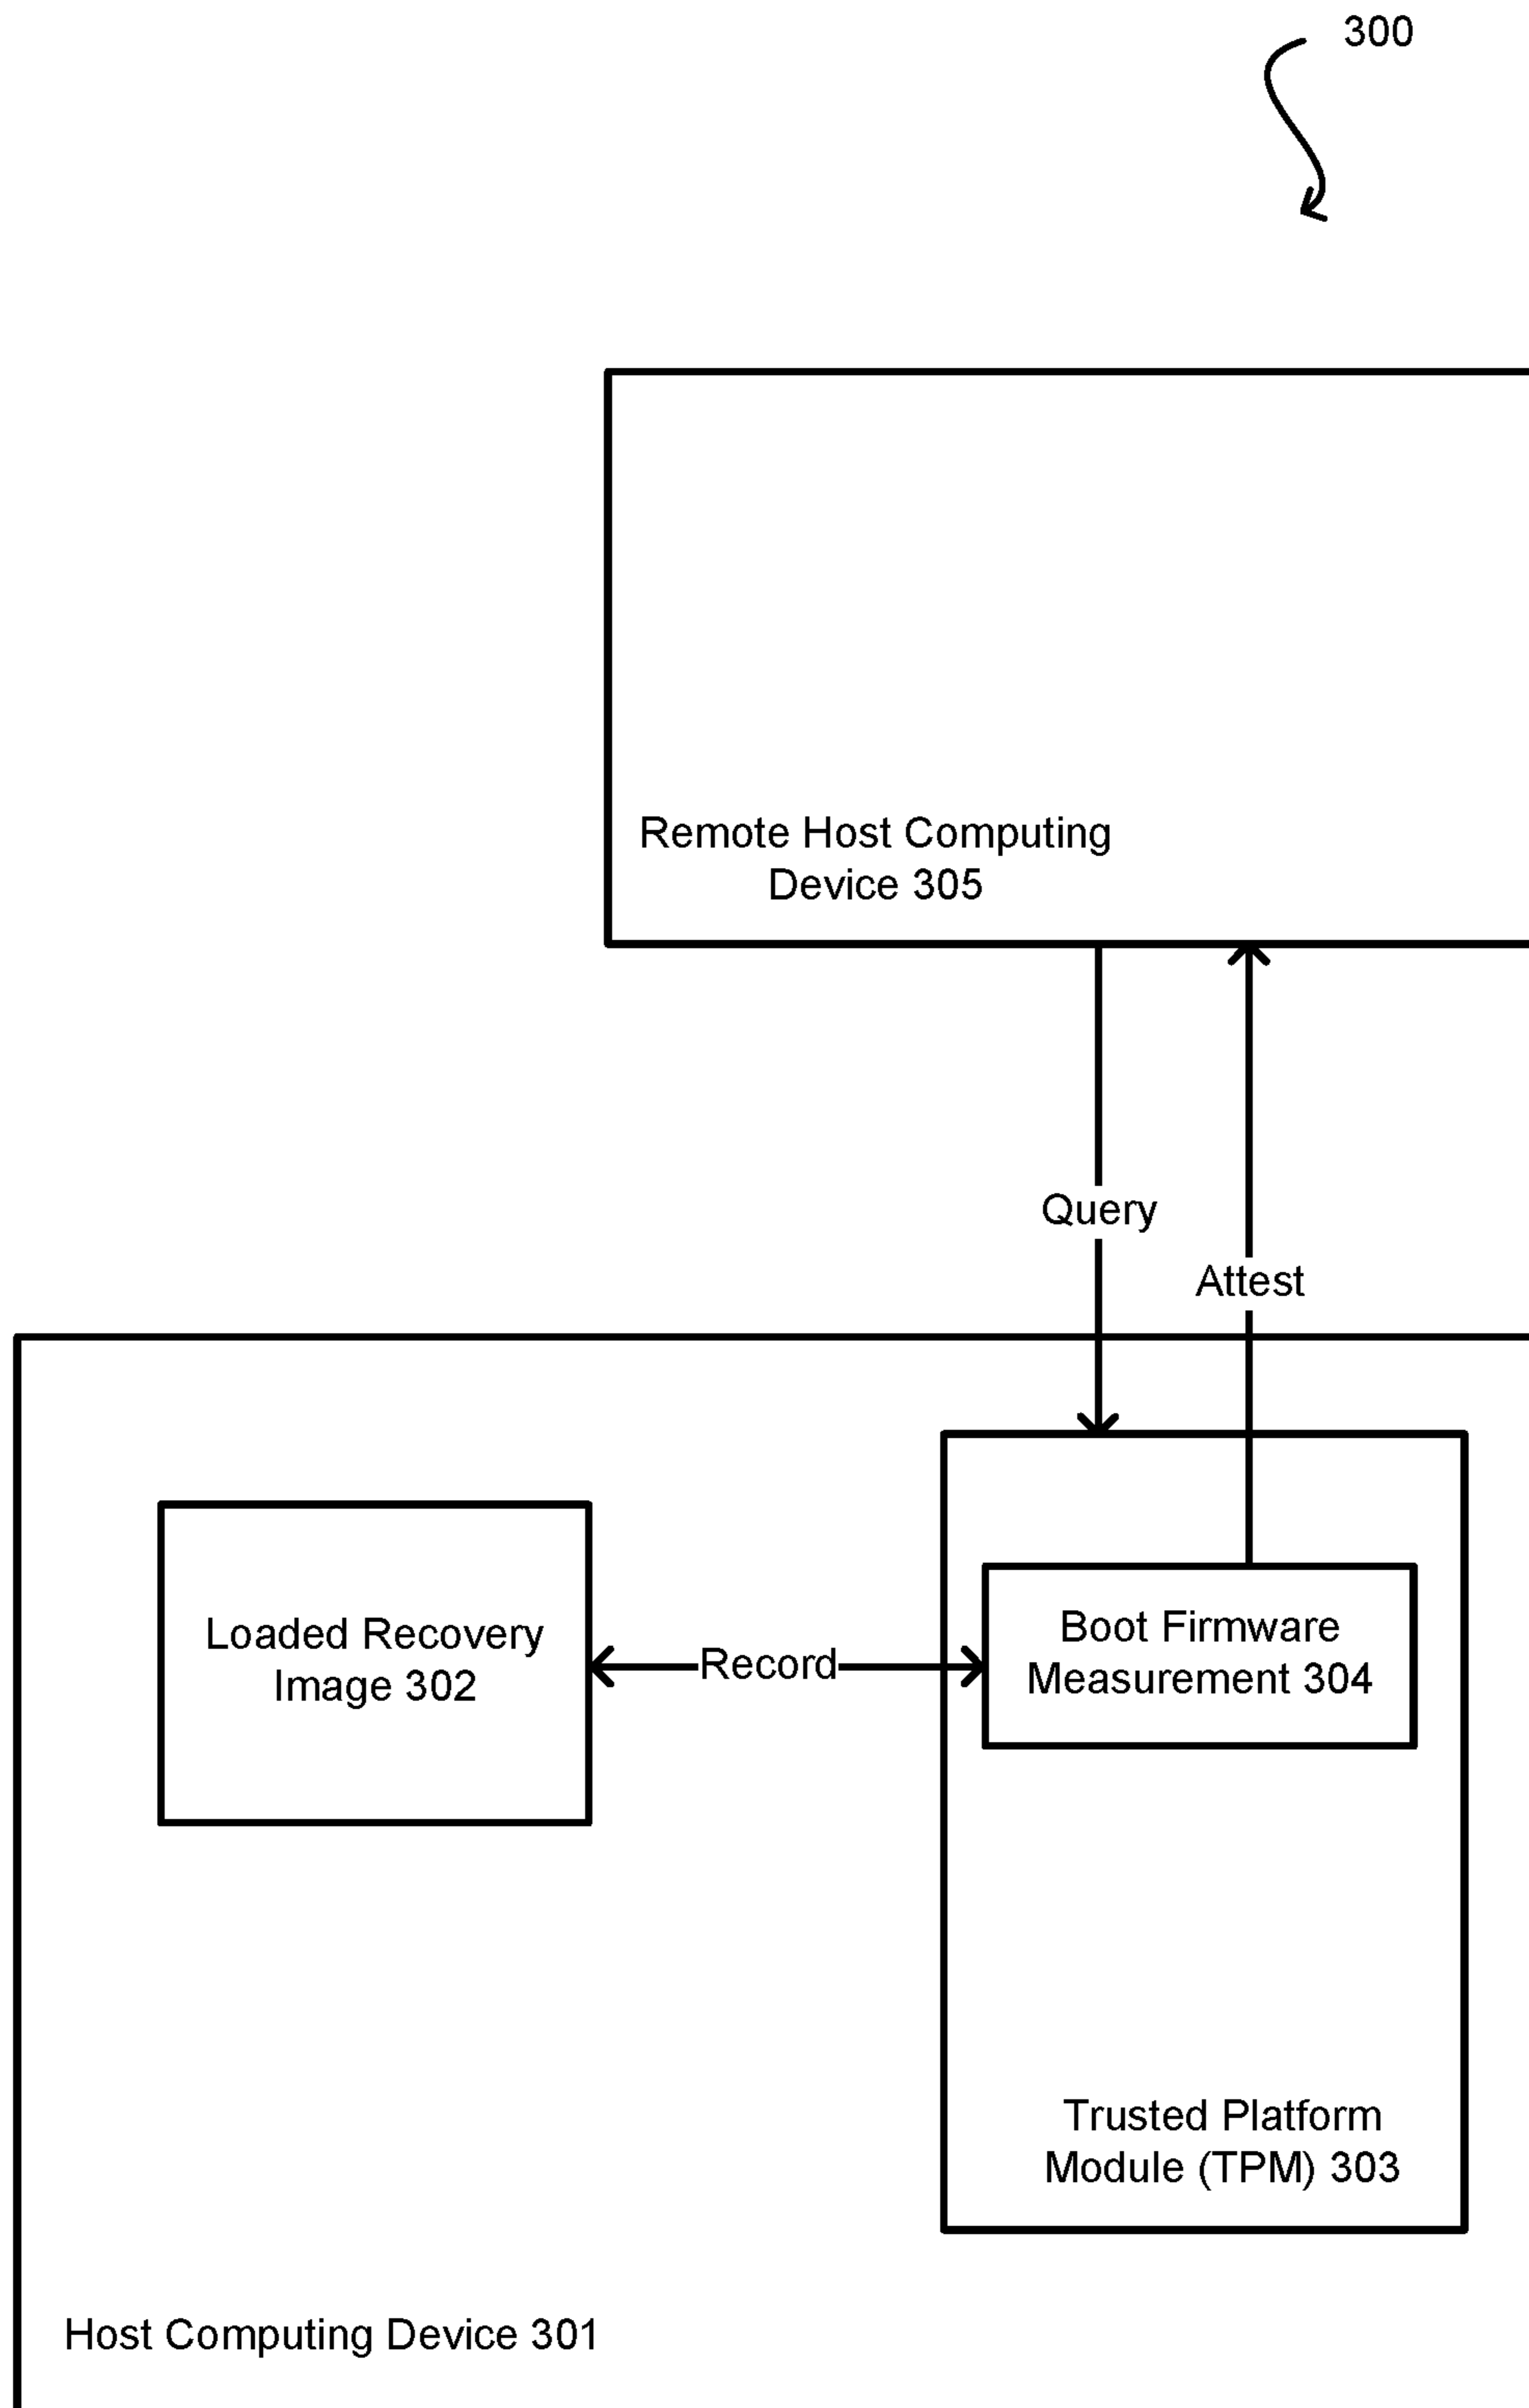 300
Remote Host Computing
Device 305
Query
Attest
Loaded Recovery
Image 302
Record
Boot Firmware
Measurement 304
Trusted Platform
Module (TPM) 303
Host Computing Device 301